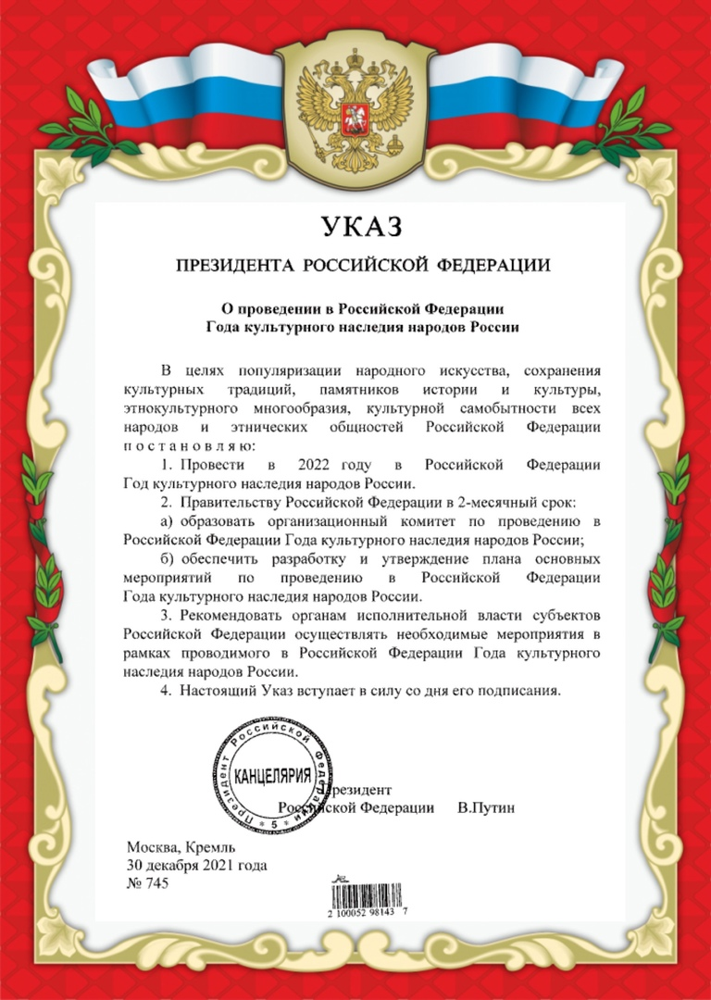 УКАЗ
ПРЕЗИДЕНТА РОССИЙСКОЙ ФЕДЕРАЦИИ
О проведении в Российской Федерации
Года культурного наследия народов России
В целях популяризации народного искусства, сохранения
культурных традиций, памятников истории и культуры,
этнокультурного многообразия, культурной самобытности всех
народов и этнических общностей Российской Федерации
п о с т а н о в л я ю:
1. Провести в 2022 году в Российской Федерации
Год культурного наследия народов России.
2. Правительству Российской Федерации в 2-месячный срок:
а) образовать организационный комитет по проведению в
Российской Федерации Года культурного наследия народов России;
б) обеспечить разработку и утверждение плана основных
мероприятий по проведению в Российской Федерации
Года культурного наследия народов России.
3. Рекомендовать органам исполнительной власти субъектов
Российской Федерации осуществлять необходимые мероприятия в
рамках проводимого в Российской Федерации Года культурного
наследия народов России.
4. Настоящий Указ вступает в силу со дня его подписания.
Президент Российской Федерации
КАНЦЕЛЯРИЯ
* 5 *
Президент
Российской Федерации В.Путин
Москва, Кремль
30 декабря 2021 года
№ 745
2 100052 98143 7